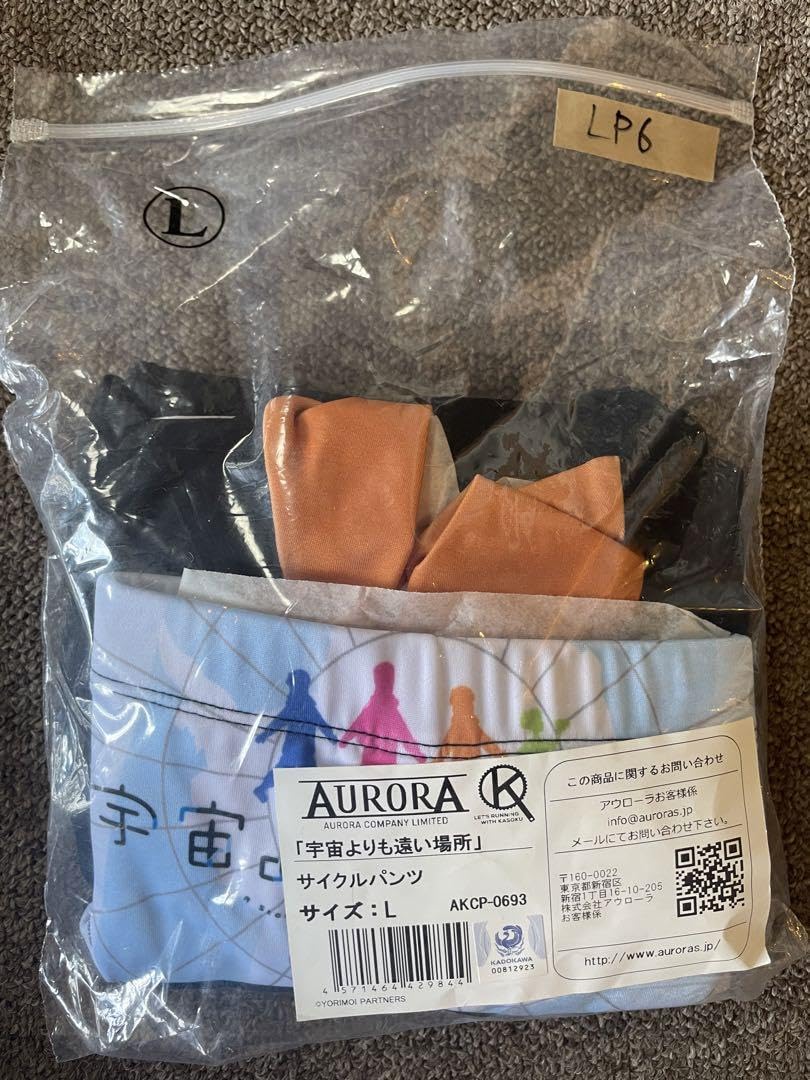 LP6
L
宇宙よ
AURORA
AURORA COMPANY LIMITED
K
LET'S RUNNING
WITH KASOKU
「宇宙よりも遠い場所」
サイクルパンツ
サイズ：L
AKCP-0693
4571464429844
©YORIMOI PARTNERS
KADOKAWA
00812923
この商品に関するお問い合わせ
アウローラお客様係
info@auroras.jp
メールにてお問い合わせ下さい。
〒160-0022
東京都新宿区
新宿1丁目16-10-205
株式会社アウローラ
お客様係
http://www.auroras.jp/